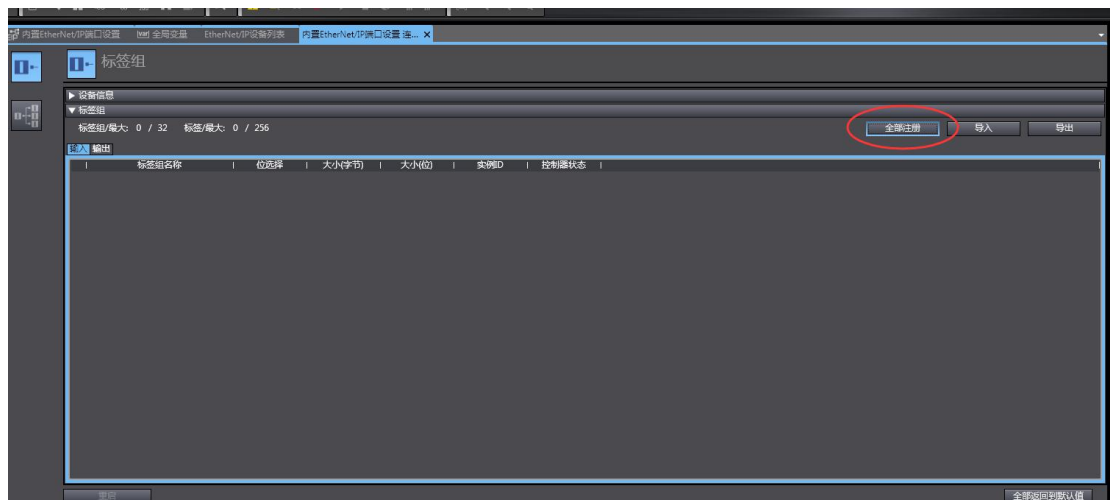 内置EtherNet/IP端口设置 全局变量 EtherNet/IP设备列表 内置EtherNet/IP端口设置 连... X
标签组
▶ 设备信息
▼ 标签组
标签组/最大: 0 / 32 标签/最大: 0 / 256 全部注册 导入 导出
输入 输出
标签组名称 | 位选择 | 大小(字节) | 大小(位) | 实例ID | 控制器状态 |
重启 全部返回到默认值